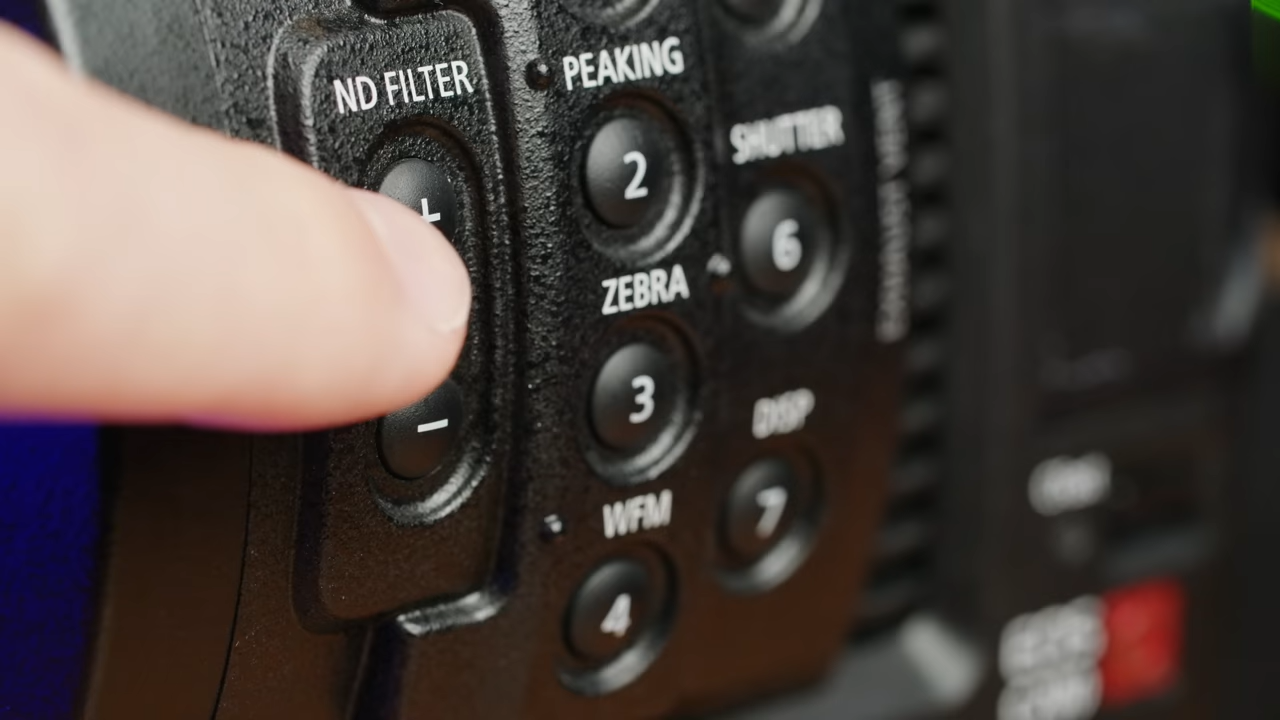 ND FILTER
+
−
PEAKING
2
ZEBRA
3
WFM
4
SHUTTER
6
DISP
7